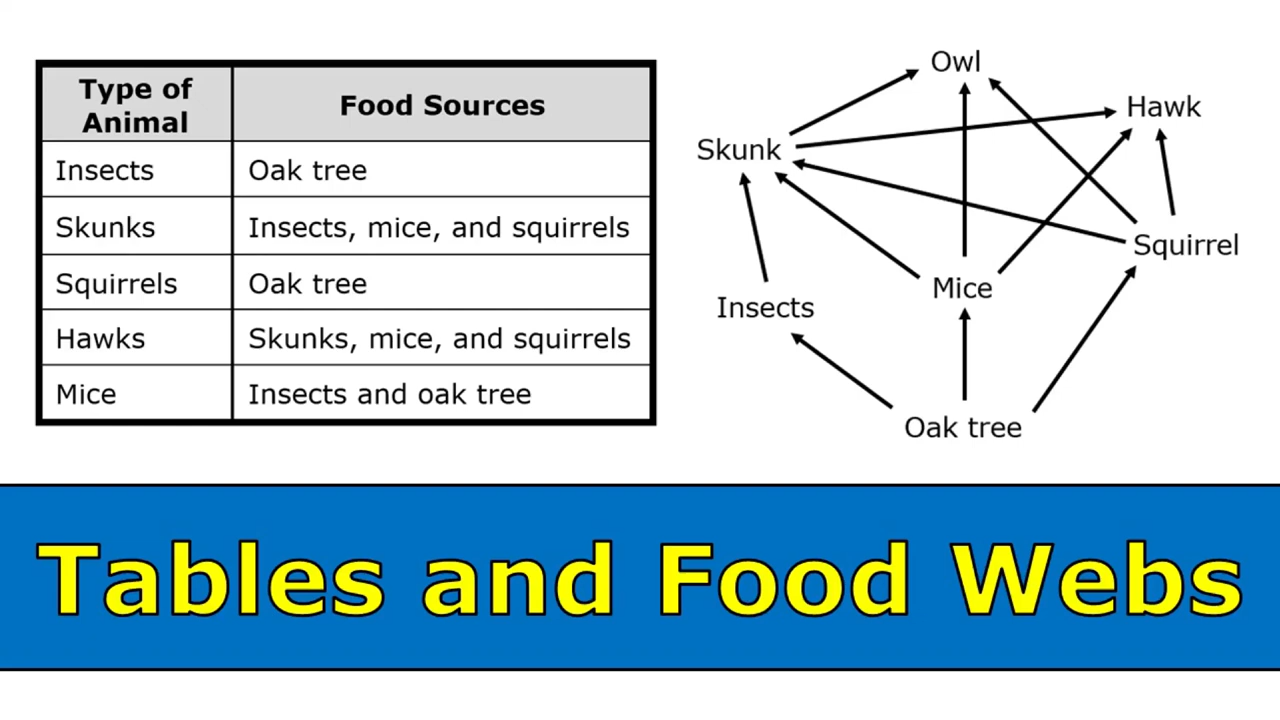 Type of
Animal
Food Sources
Insects
Oak tree
Skunks
Insects, mice, and squirrels
Squirrels
Oak tree
Hawks
Skunks, mice, and squirrels
Mice
Insects and oak tree
Owl
Hawk
Skunk
Squirrel
Mice
Insects
Oak tree
Tables and Food Webs